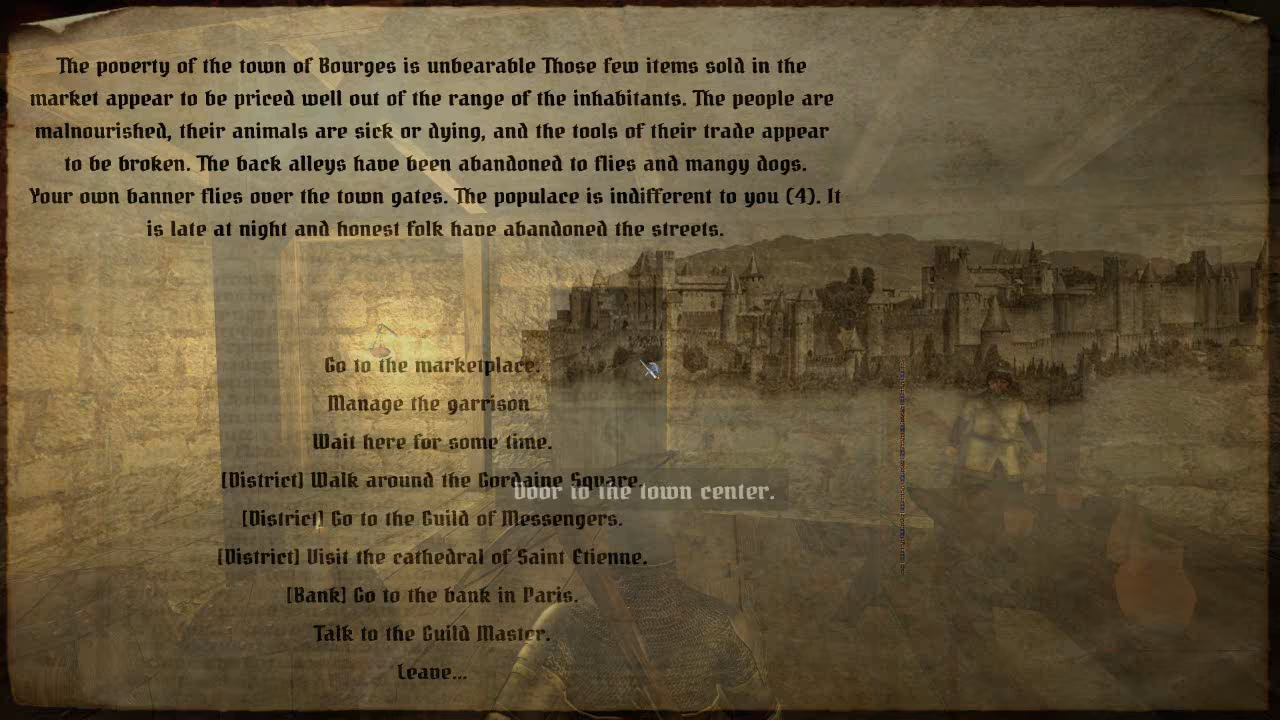 The poverty of the town of Bourges is unbearable Those few items sold in the
market appear to be priced well out of the range of the inhabitants. The people are
malnourished, their animals are sick or dying, and the tools of their trade appear
to be broken. The back alleys have been abandoned to flies and mangy dogs.
Your own banner flies over the town gates. The populace is indifferent to you (4). It
is late at night and honest folk have abandoned the streets.
Go to the marketplace.
Manage the garrison
Wait here for some time.
[District] Walk around the Gordaine Square.
Door to the town center.
[District] Go to the Guild of Messengers.
[District] Visit the cathedral of Saint Etienne.
[Bank] Go to the bank in Paris.
Talk to the Guild Master.
Leave...